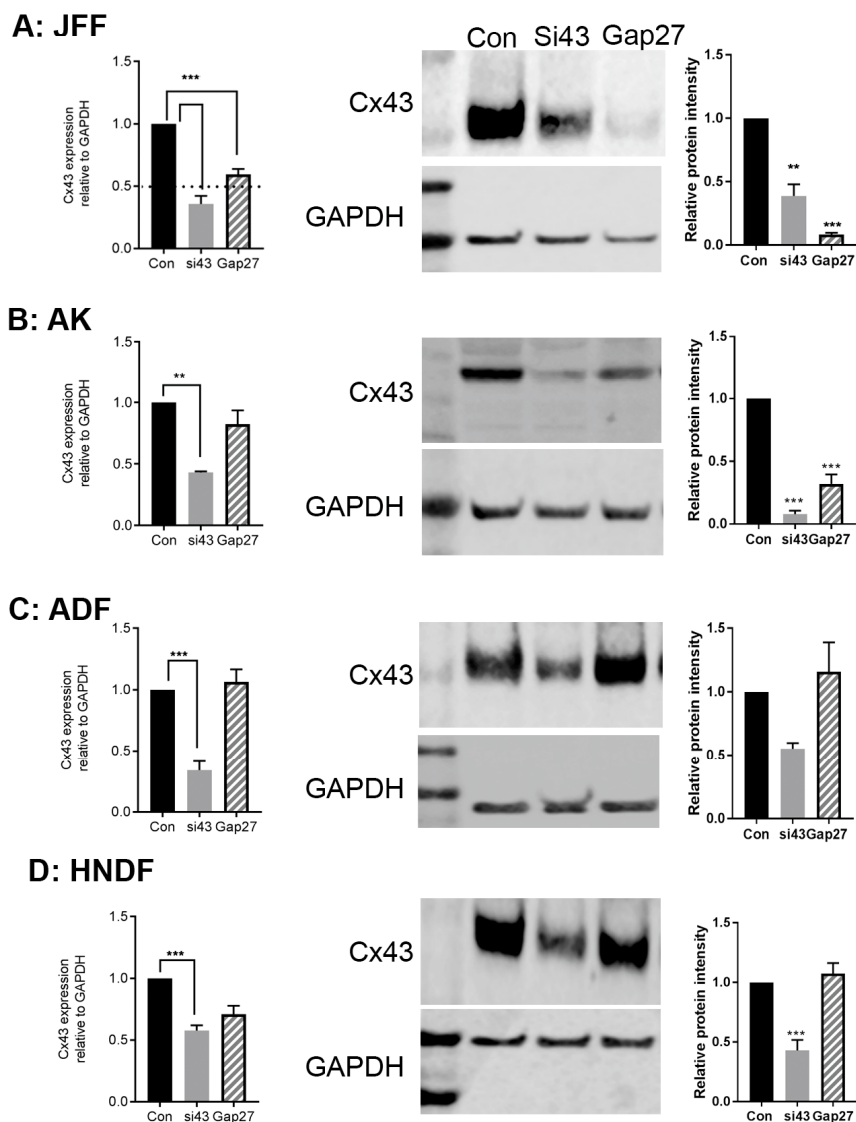 A: JFF
Cx43 expression
relative to GAPDH
1.5
1.0
0.5
0.0
***
Con si43 Gap27
Con Si43 Gap27
Cx43
GAPDH
Relative protein intensity
1.5
1.0
0.5
0.0
**
***
Con si43 Gap27
B: AK
Cx43 expression
relative to GAPDH
1.5
1.0
0.5
0.0
**
Con si43 Gap27
Cx43
GAPDH
Relative protein intensity
1.5
1.0
0.5
0.0
***
***
Con si43Gap27
C: ADF
Cx43 expression
relative to GAPDH
1.5
1.0
0.5
0.0
***
Con si43 Gap27
Cx43
GAPDH
Relative protein intensity
1.5
1.0
0.5
0.0
Con si43Gap27
D: HNDF
Cx43 expression
relative to GAPDH
1.5
1.0
0.5
0.0
***
Con si43 Gap27
Cx43
GAPDH
Relative protein intensity
1.5
1.0
0.5
0.0
***
Con si43 Gap27